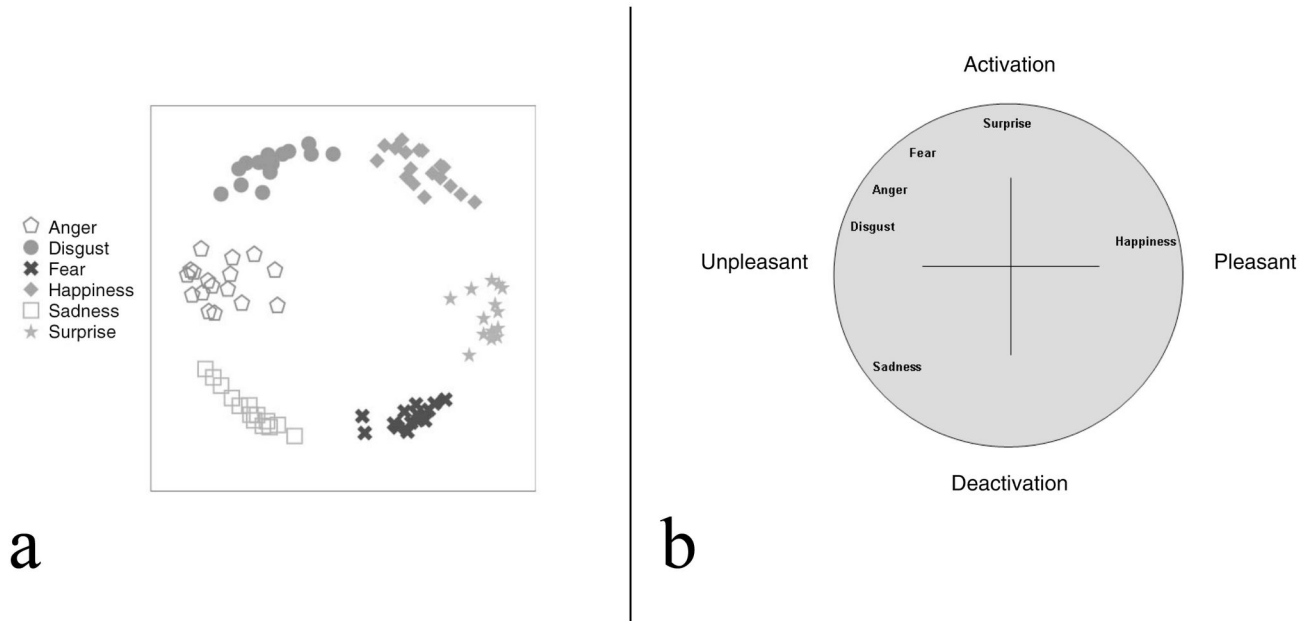 Anger
Disgust
Fear
Happiness
Sadness
Surprise
a
Activation
Surprise
Fear
Anger
Disgust
Happiness
Unpleasant
Pleasant
Sadness
Deactivation
b